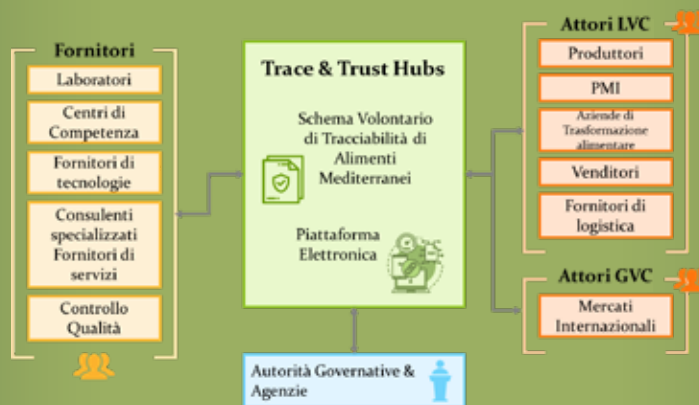 Fornitori
Laboratori
Centri di
Competenza
Fornitori di
tecnologie
Consulenti
specializzati
Fornitori di
servizi
Controllo
Qualità
Trace & Trust Hubs
Schema Volontario
di Tracciabilità di
Alimenti
Mediterranei
Piattaforma
Elettronica
Autorità Governative &
Agenzie
Attori LVC
Produttori
PMI
Aziende di
Trasformazione
alimentare
Venditori
Fornitori di
logistica
Attori GVC
Mercati
Internazionali